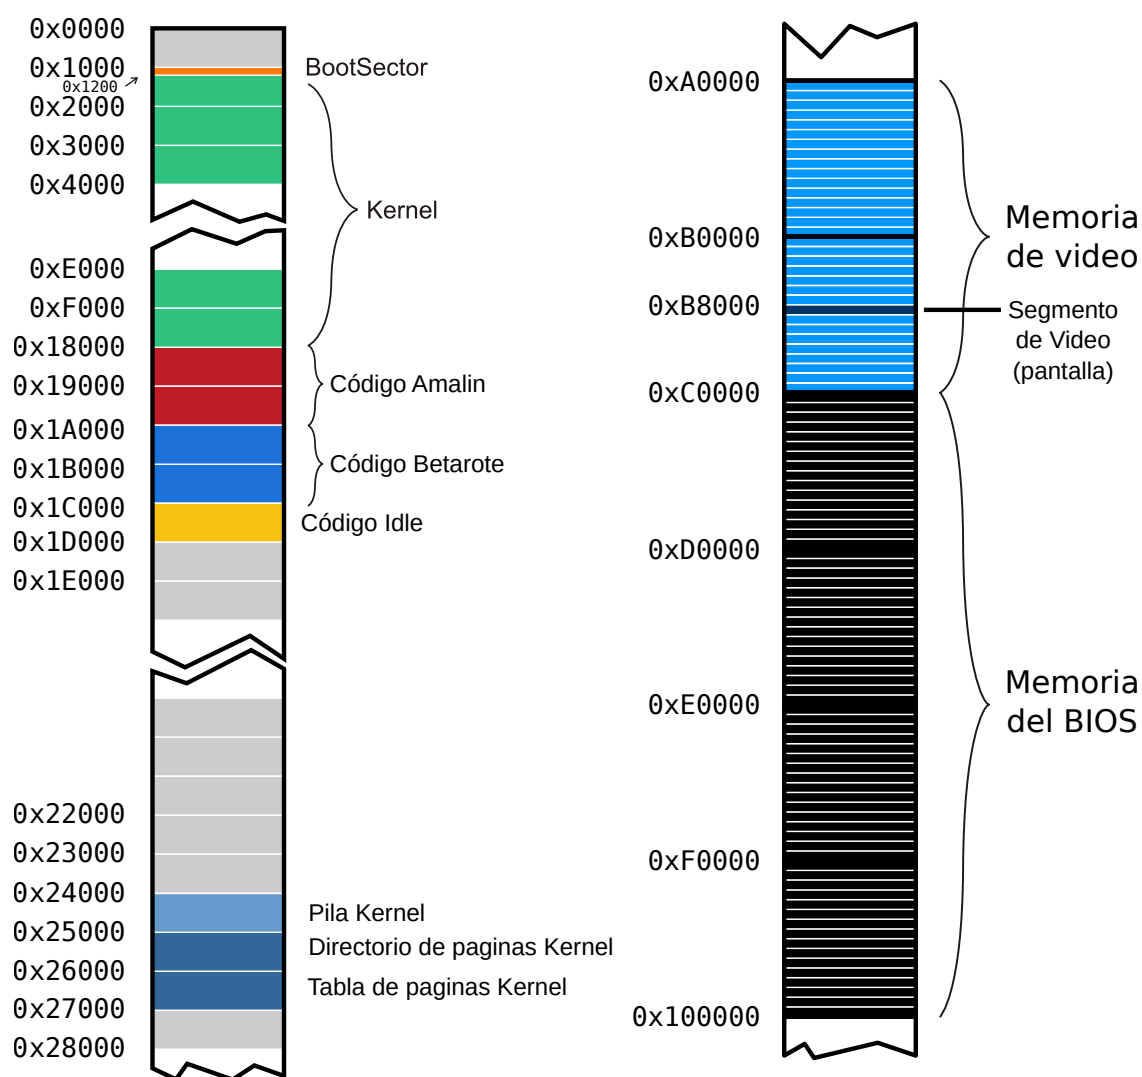 0x0000
0x1000
BootSector
0x1200
0x2000
0x3000
0x4000
Kernel
0xE000
0xF000
0x18000
0x19000
Código Amalin
0x1A000
0x1B000
Código Betarote
0x1C000
Código Idle
0x1D000
0x1E000
0x22000
0x23000
0x24000
Pila Kernel
0x25000
Directorio de paginas Kernel
0x26000
Tabla de paginas Kernel
0x27000
0x28000
0xA0000
0xB0000
Memoria
de video
0xB8000
Segmento
de Video
(pantalla)
0xC0000
0xD0000
0xE0000
Memoria
del BIOS
0xF0000
0x100000